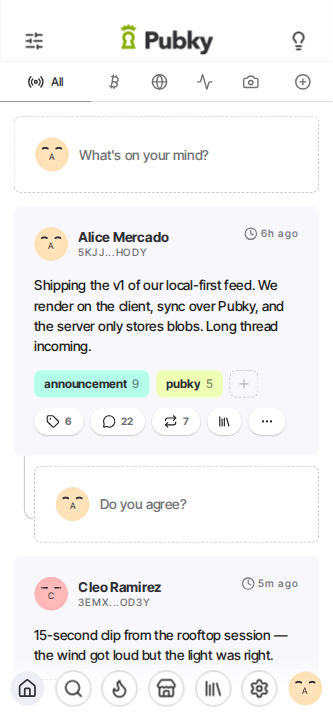 Pubky
All
What's on your mind?
A
Alice Mercado
5KJJ...HODY
6h ago
A
Shipping the v1 of our local-first feed. We
render on the client, sync over Pubky, and
the server only stores blobs. Long thread
incoming.
announcement 9
pubky 5
+
6
22
7
Do you agree?
A
Cleo Ramirez
3EMX...OD3Y
5m ago
C
15-second clip from the rooftop session —
the wind got loud but the light was right.
A